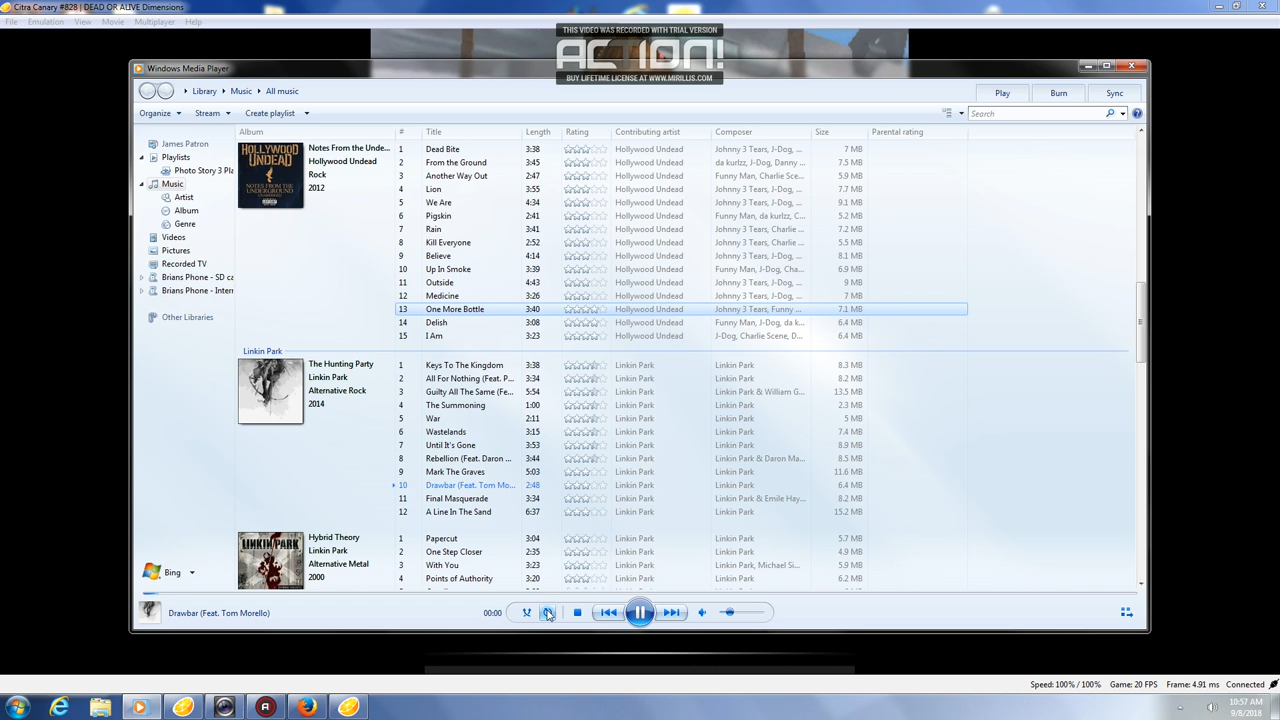 Citra Canary #828 | DEAD OR ALIVE Dimensions
File Emulation View Movie Multiplayer Help
THIS VIDEO WAS RECORDED WITH TRIAL VERSION
ACTION!
BUY LIFETIME LICENSE AT WWW.MIRILLIS.COM
Windows Media Player
Library Music All music
Play Burn Sync
Organize Stream Create playlist
Search
Album # Title Length Rating Contributing artist Composer Size Parental rating
James Patron
Playlists
Photo Story 3 Pla
Music
Artist
Album
Genre
Videos
Pictures
Recorded TV
Brians Phone - SD ca
Brians Phone - Intern
Other Libraries
Bing
HOLLYWOOD UNDEAD
NOTES FROM THE UNDERGROUND
Notes From the Unde...
Hollywood Undead
Rock
2012
1 Dead Bite 3:38 Hollywood Undead Johnny 3 Tears, J-Dog, ... 7 MB
2 From the Ground 3:45 Hollywood Undead da kurlzz, J-Dog, Danny ... 7.5 MB
3 Another Way Out 2:47 Hollywood Undead Funny Man, Charlie Sce... 5.9 MB
4 Lion 3:55 Hollywood Undead Johnny 3 Tears, J-Dog, ... 7.7 MB
5 We Are 4:34 Hollywood Undead Johnny 3 Tears, J-Dog, ... 9.1 MB
6 Pigskin 2:41 Hollywood Undead Funny Man, da kurlzz, C... 5.2 MB
7 Rain 3:41 Hollywood Undead Johnny 3 Tears, Charlie ... 7.2 MB
8 Kill Everyone 2:52 Hollywood Undead Johnny 3 Tears, Charlie ... 5.5 MB
9 Believe 4:14 Hollywood Undead Johnny 3 Tears, J-Dog, ... 8.1 MB
10 Up In Smoke 3:39 Hollywood Undead Funny Man, J-Dog, Cha... 6.9 MB
11 Outside 4:43 Hollywood Undead Johnny 3 Tears, J-Dog, ... 9 MB
12 Medicine 3:26 Hollywood Undead Johnny 3 Tears, J-Dog, ... 7 MB
13 One More Bottle 3:40 Hollywood Undead Johnny 3 Tears, Funny ... 7.1 MB
14 Delish 3:08 Hollywood Undead Funny Man, J-Dog, da k... 6.4 MB
15 I Am 3:23 Hollywood Undead J-Dog, Charlie Scene, D... 6.4 MB
Linkin Park
The Hunting Party
Linkin Park
Alternative Rock
2014
1 Keys To The Kingdom 3:38 Linkin Park Linkin Park 8.3 MB
2 All For Nothing (Feat. P... 3:34 Linkin Park Linkin Park 8.2 MB
3 Guilty All The Same (Fe... 5:54 Linkin Park Linkin Park & William G... 13.5 MB
4 The Summoning 1:00 Linkin Park Linkin Park 2.3 MB
5 War 2:11 Linkin Park Linkin Park 5 MB
6 Wastelands 3:15 Linkin Park Linkin Park 7.4 MB
7 Until It's Gone 3:53 Linkin Park Linkin Park 8.9 MB
8 Rebellion (Feat. Daron ... 3:44 Linkin Park Linkin Park & Daron Ma... 8.5 MB
9 Mark The Graves 5:03 Linkin Park Linkin Park 11.6 MB
10 Drawbar (Feat. Tom Mo... 2:48 Linkin Park Linkin Park 6.4 MB
11 Final Masquerade 3:34 Linkin Park Linkin Park & Emile Hay... 8.2 MB
12 A Line In The Sand 6:37 Linkin Park Linkin Park 15.2 MB
LINKIN PARK
Hybrid Theory
Linkin Park
Alternative Metal
2000
1 Papercut 3:04 Linkin Park Linkin Park 5.7 MB
2 One Step Closer 2:35 Linkin Park Linkin Park 4.9 MB
3 With You 3:23 Linkin Park Linkin Park, Michael Si... 6.2 MB
4 Points of Authority 3:20 Linkin Park Linkin Park 6.2 MB
Drawbar (Feat. Tom Morello) 00:00
Speed: 100% / 100% Game: 20 FPS Frame: 4.91 ms Connected
10:57 AM
9/8/2018